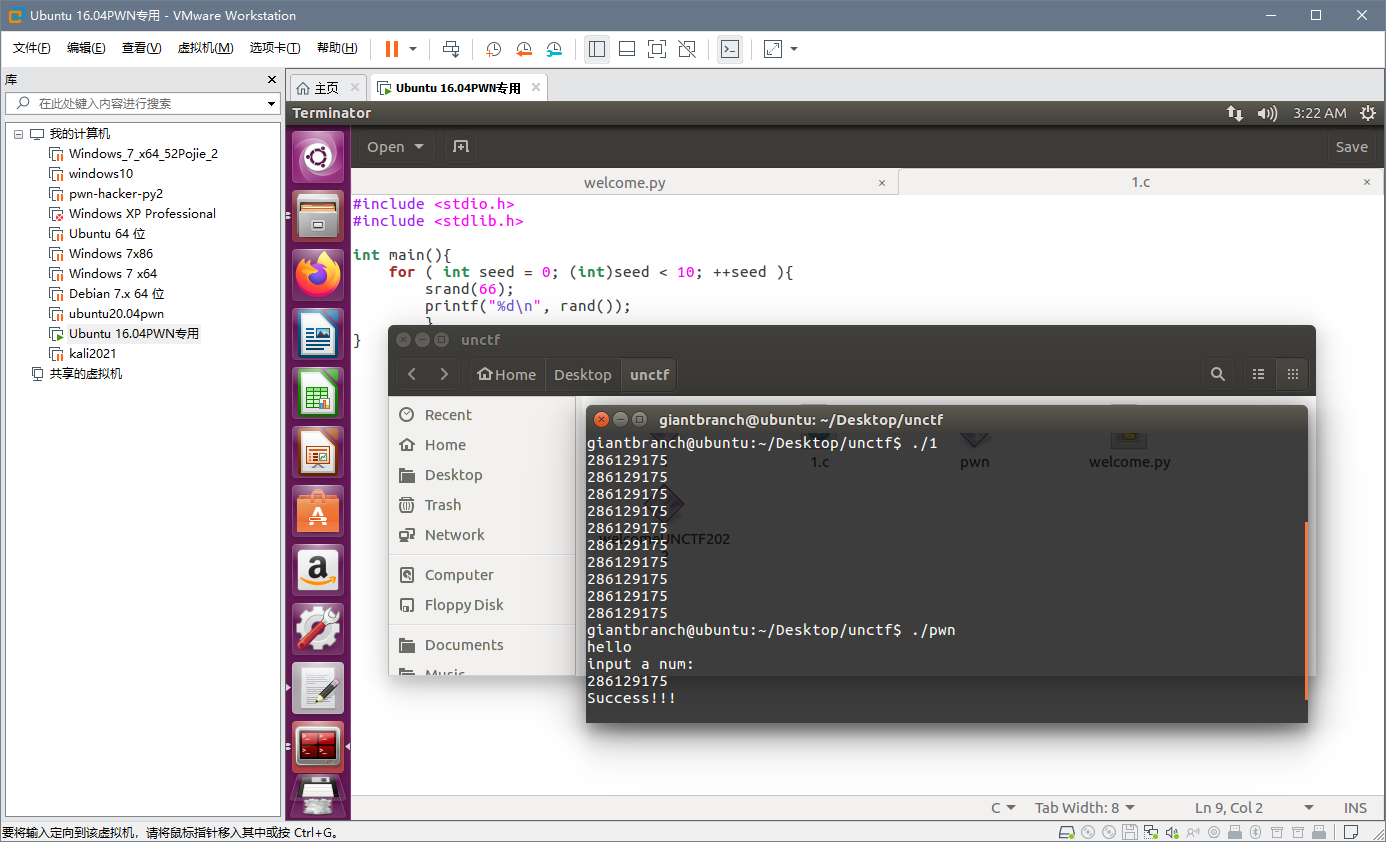 Ubuntu 16.04PWN专用 - VMware Workstation
文件(F) 编辑(E) 查看(V) 虚拟机(M) 选项卡(T) 帮助(H)
库
在此处键入内容进行搜索
我的计算机
Windows_7_x64_52Pojie_2
windows10
pwn-hacker-py2
Windows XP Professional
Ubuntu 64 位
Windows 7x86
Windows 7 x64
Debian 7.x 64 位
ubuntu20.04pwn
Ubuntu 16.04PWN专用
kali2021
共享的虚拟机
主页 Ubuntu 16.04PWN专用
Terminator 3:22 AM
Open Save
welcome.py 1.c
#include <stdio.h>
#include <stdlib.h>
int main(){
for ( int seed = 0; (int)seed < 10; ++seed ){
srand(66);
printf("%d\n", rand());
}
}
unctf
Home Desktop unctf
Recent
Home
Desktop
Trash
Network
Computer
Floppy Disk
Documents
Music
1.c pwn welcome.py
welcomeUNCTF202
giantbranch@ubuntu: ~/Desktop/unctf
giantbranch@ubuntu:~/Desktop/unctf$ ./1
286129175
286129175
286129175
286129175
286129175
286129175
286129175
286129175
286129175
286129175
giantbranch@ubuntu:~/Desktop/unctf$ ./pwn
hello
input a num:
286129175
Success!!!
C Tab Width: 8 Ln 9, Col 2 INS
要将输入定向到该虚拟机，请将鼠标指针移入其中或按 Ctrl+G。